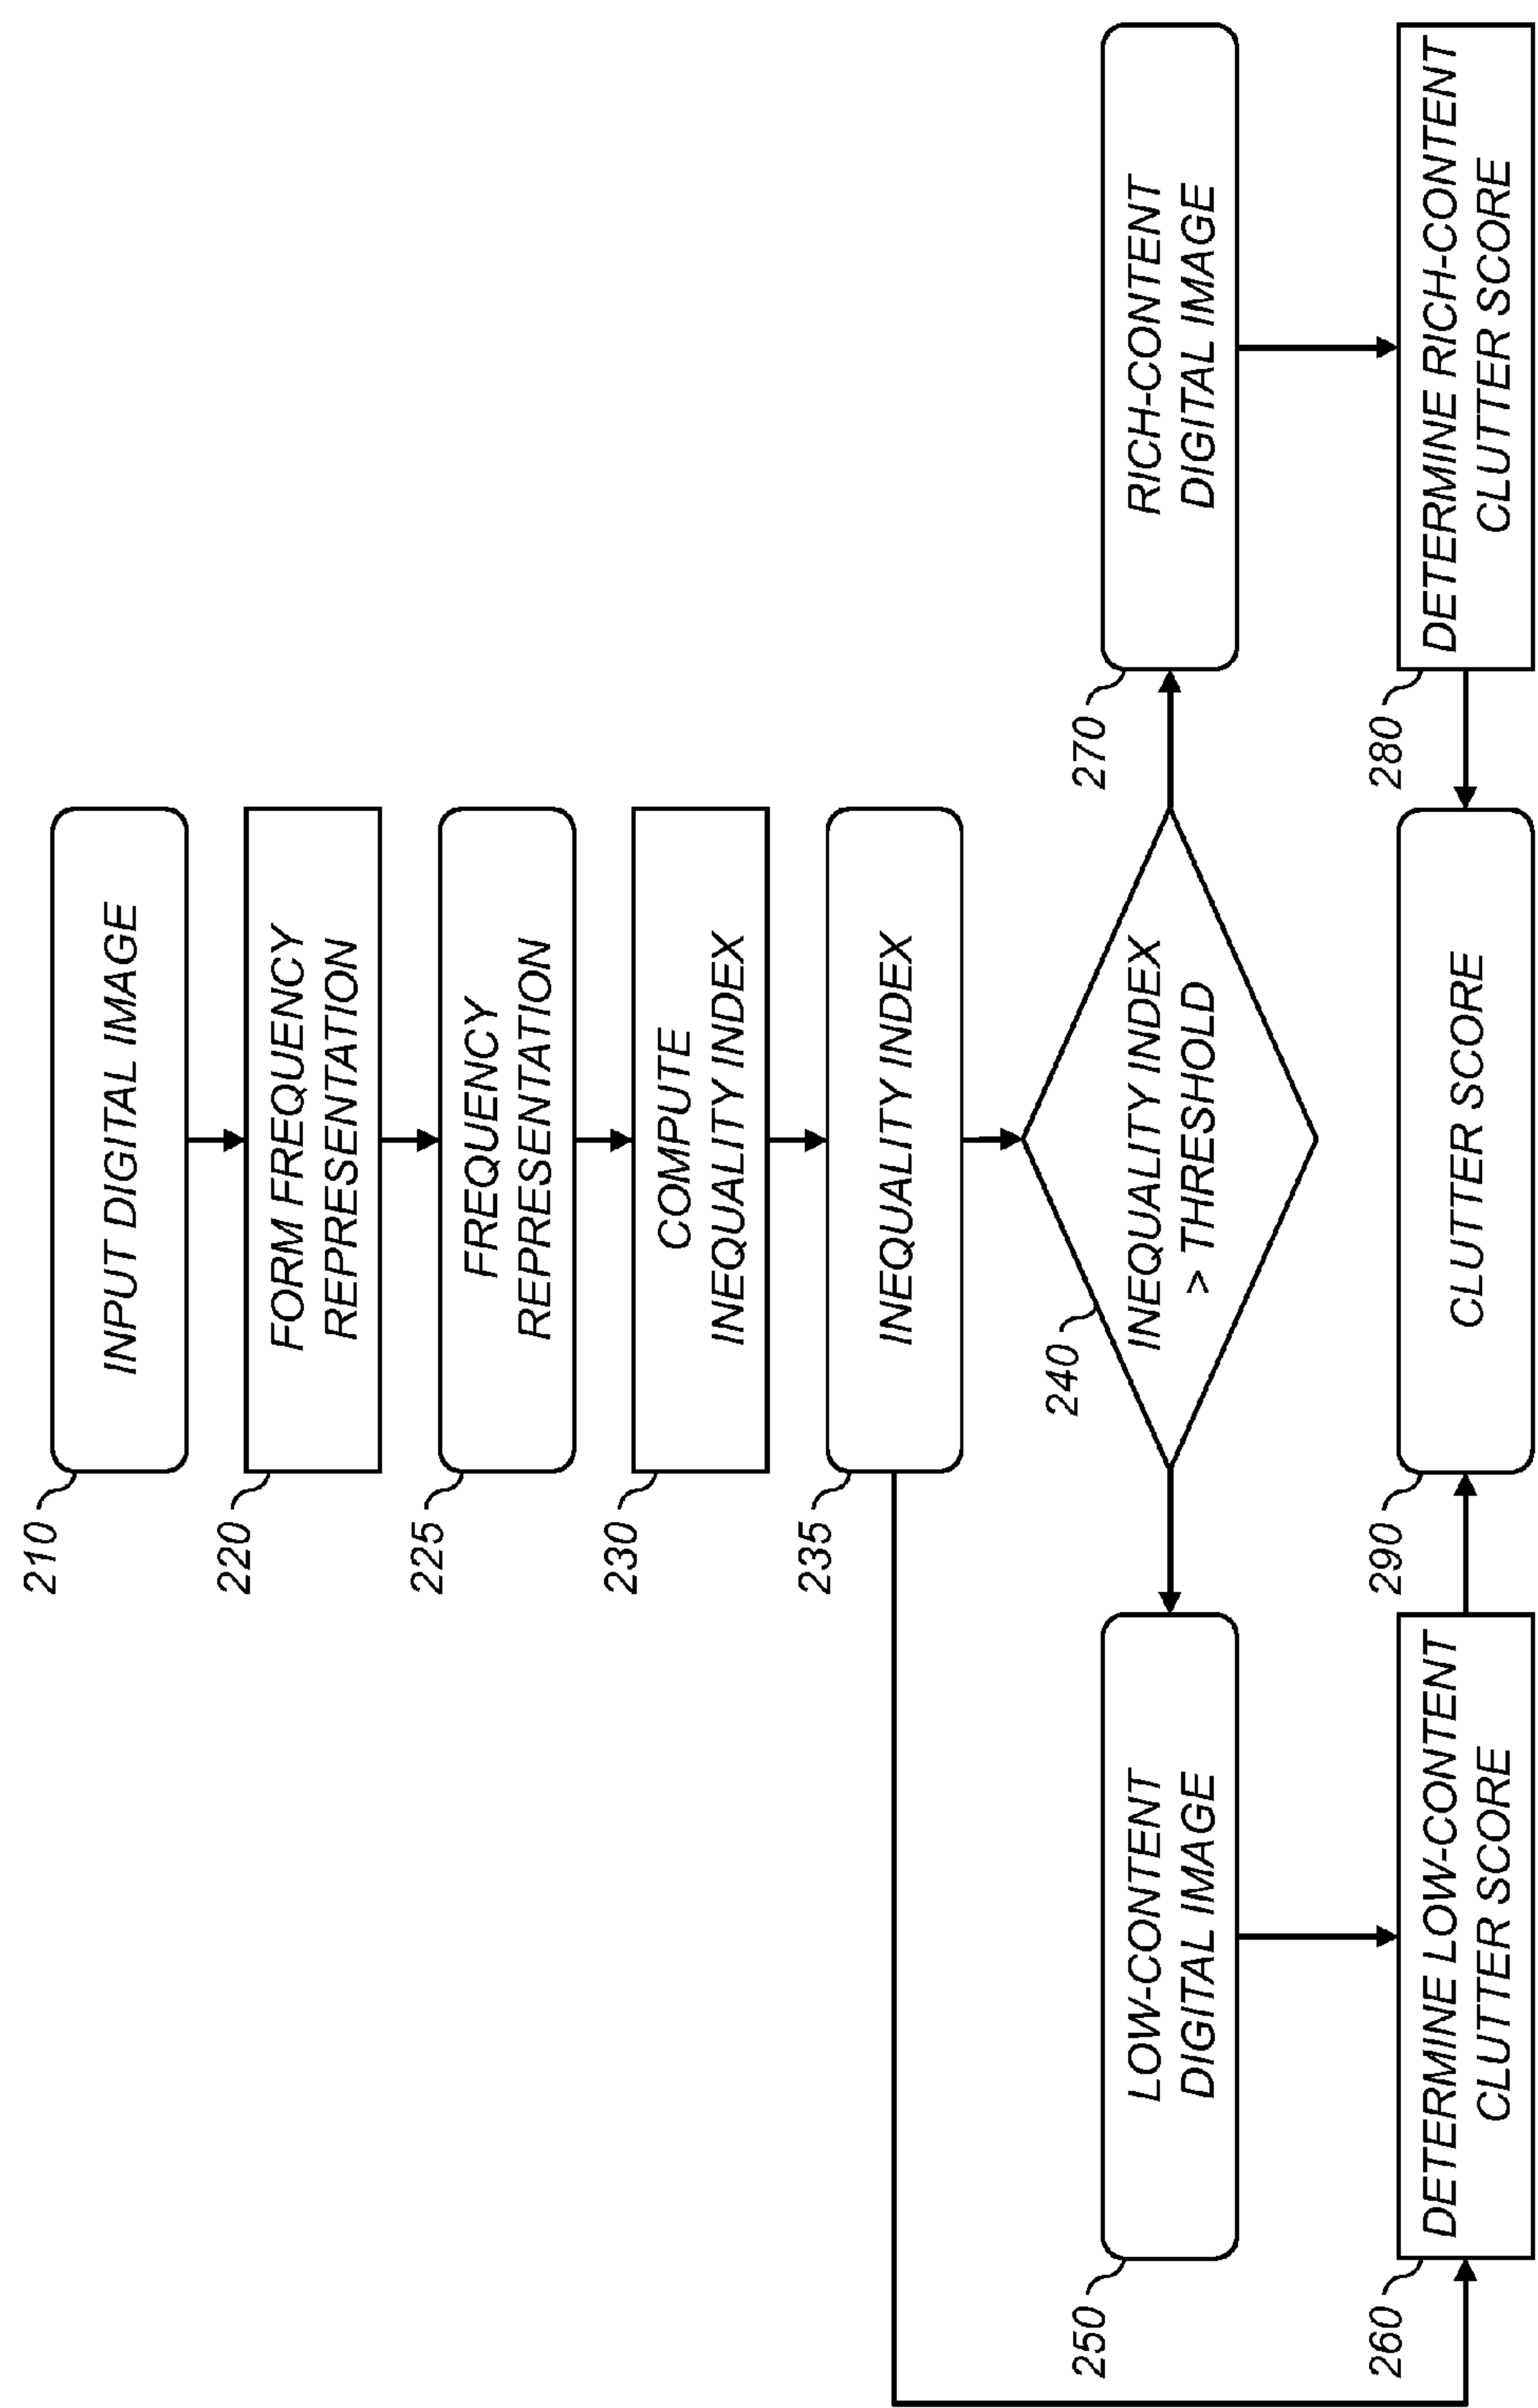 210
INPUT DIGITAL IMAGE
220
FORM FREQUENCY
REPRESENTATION
225
FREQUENCY
REPRESENTATION
230
COMPUTE
INEQUALITY INDEX
235
INEQUALITY INDEX
240
INEQUALITY INDEX
> THRESHOLD
250
LOW-CONTENT
DIGITAL IMAGE
270
RICH-CONTENT
DIGITAL IMAGE
260
DETERMINE LOW-CONTENT
CLUTTER SCORE
290
CLUTTER SCORE
280
DETERMINE RICH-CONTENT
CLUTTER SCORE